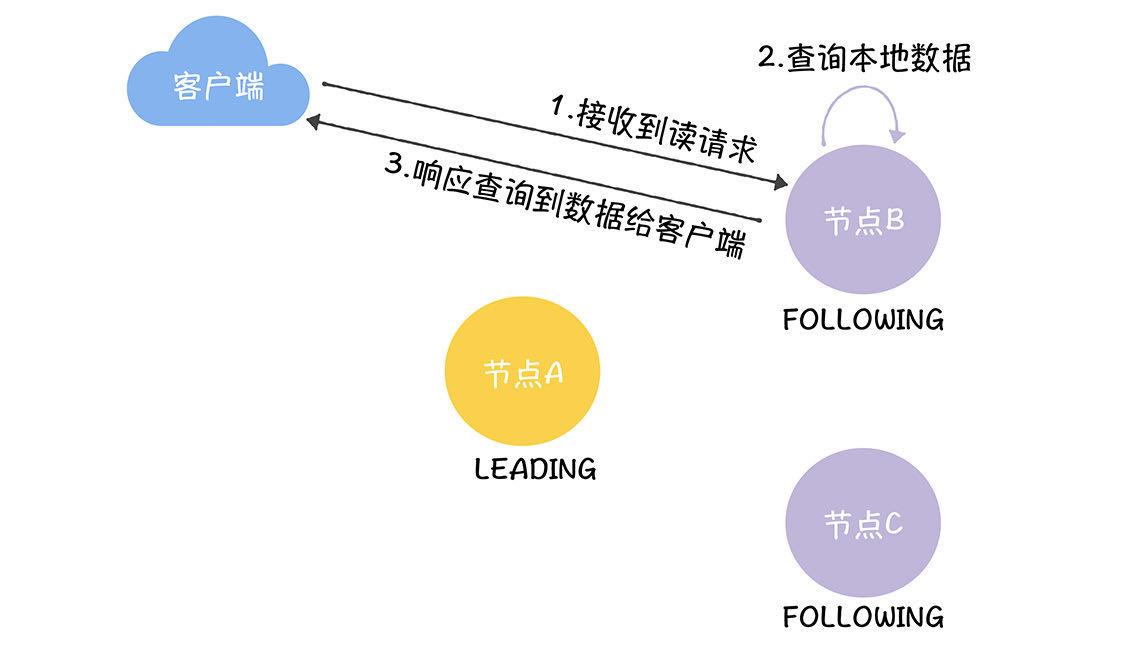 客户端
2.查询本地数据
1.接收到读请求
3.响应查询到数据给客户端
节点B
FOLLOWING
节点A
LEADING
节点C
FOLLOWING